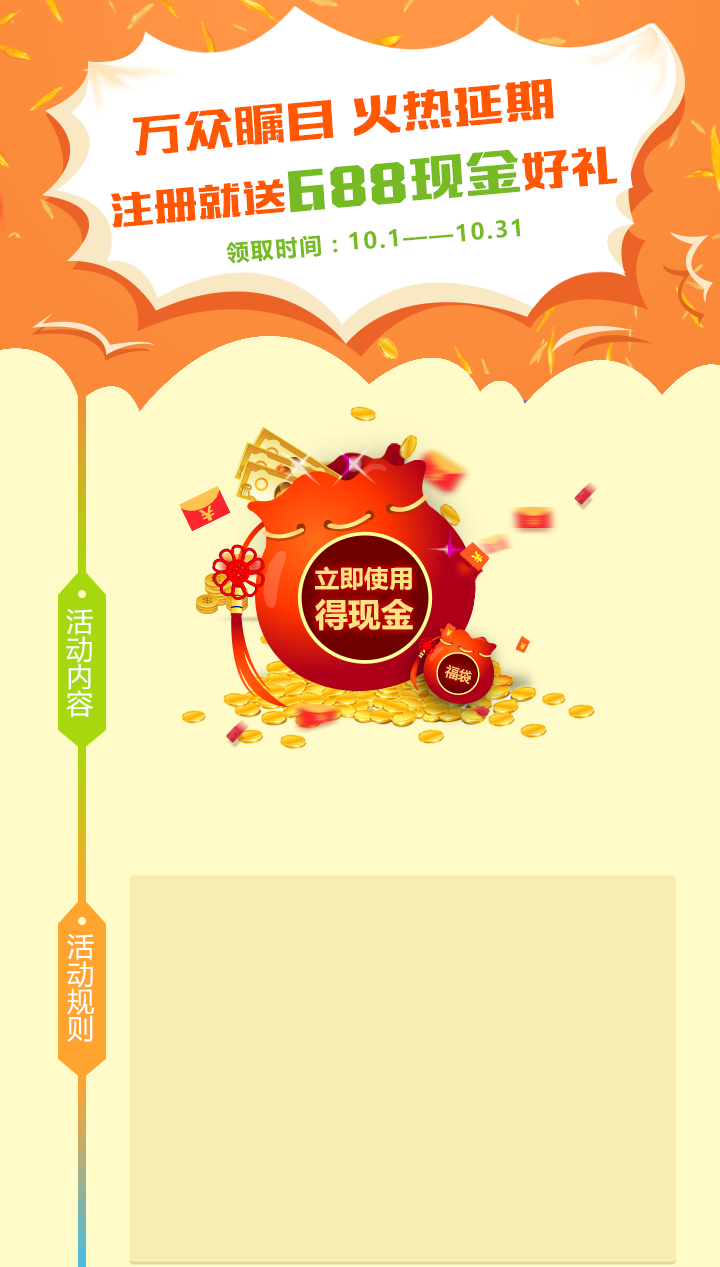 万众瞩目 火热延期
注册就送688现金好礼
领取时间：10.1——10.31
立即使用
得现金
福袋
活动内容
活动规则